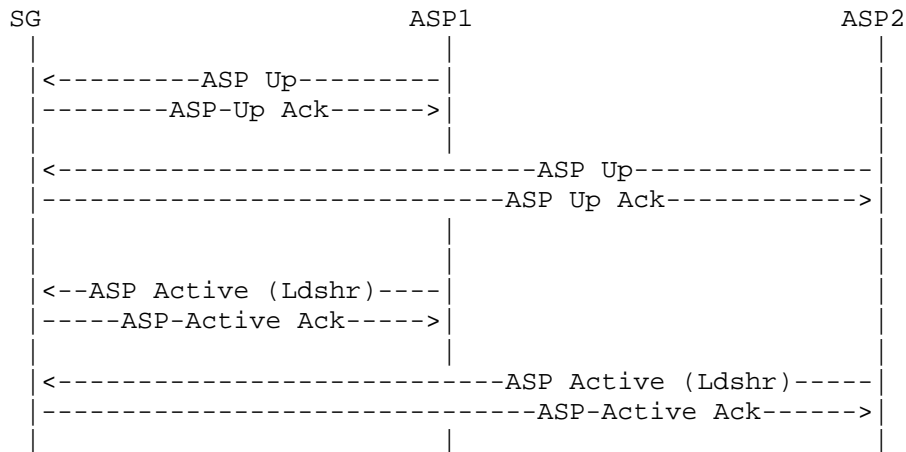 SG ASP1 ASP2
<---------ASP Up---------
--------ASP-Up Ack------>
<------------------------------ASP Up---------------
-----------------------------ASP Up Ack------------>
<--ASP Active (Ldshr)----
-----ASP-Active Ack----->
<----------------------------ASP Active (Ldshr)-----
-------------------------------ASP-Active Ack------>